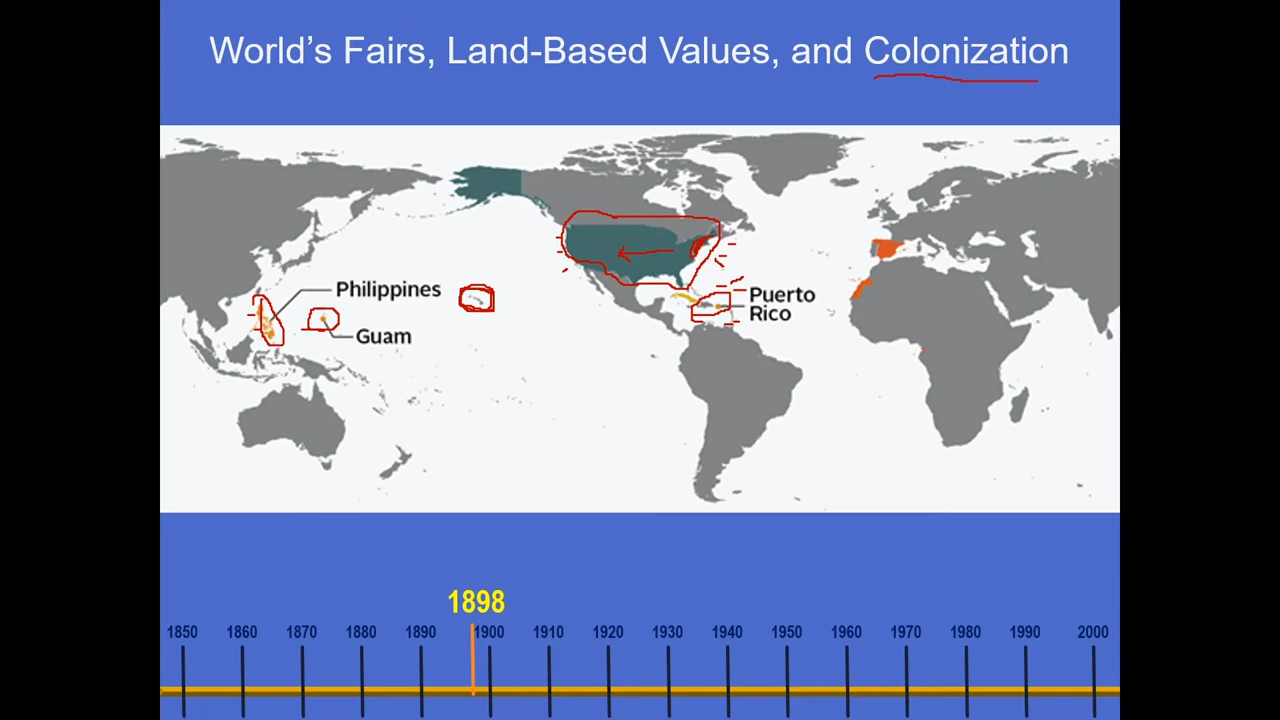 World's Fairs, Land-Based Values, and Colonization
Philippines
Guam
Puerto
Rico
1898
1850 1860 1870 1880 1890 1900 1910 1920 1930 1940 1950 1960 1970 1980 1990 2000